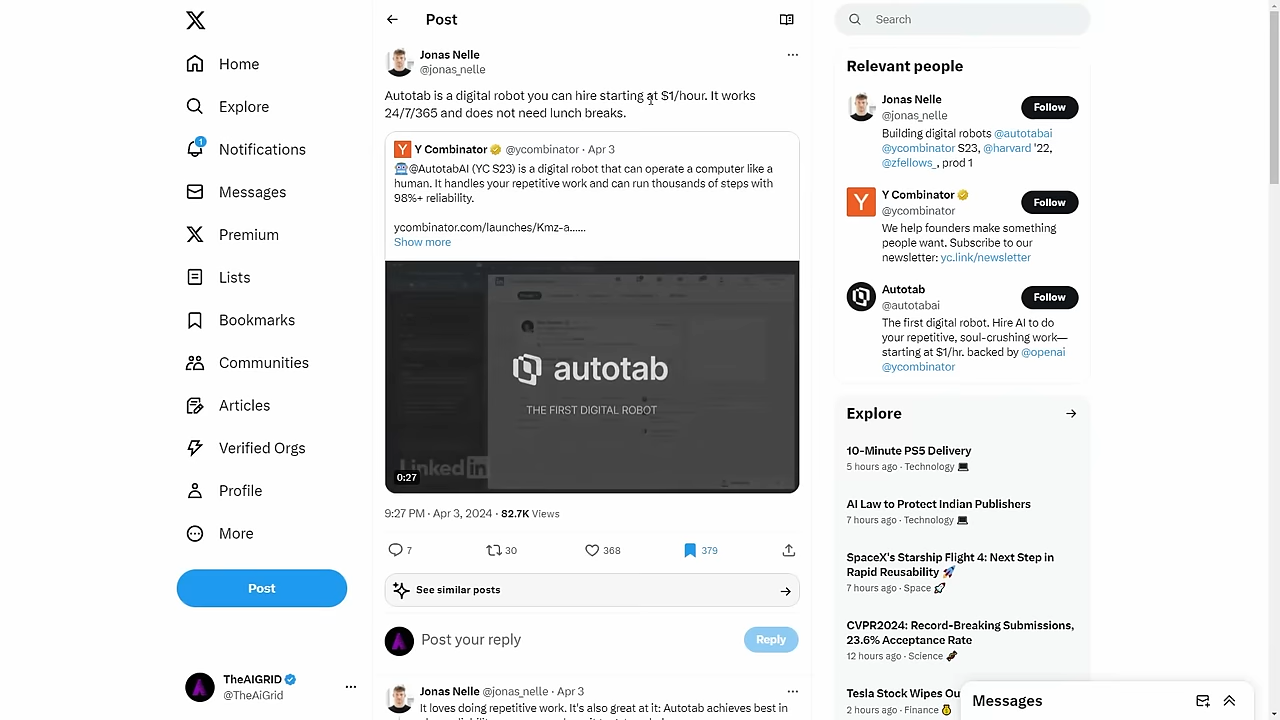 Post
Search
Jonas Nelle
@jonas_nelle
Autotab is a digital robot you can hire starting at $1/hour. It works
24/7/365 and does not need lunch breaks.
Y Combinator @ycombinator · Apr 3
@AutotabAI (YC S23) is a digital robot that can operate a computer like a
human. It handles your repetitive work and can run thousands of steps with
98%+ reliability.
ycombinator.com/launches/Kmz-a……
Show more
autotab
THE FIRST DIGITAL ROBOT
Linkedin
0:27
9:27 PM · Apr 3, 2024 · 82.7K Views
7
30
368
379
See similar posts
Post your reply
Reply
Jonas Nelle @jonas_nelle · Apr 3
It loves doing repetitive work. It's also great at it: Autotab achieves best in
Home
Explore
1
Notifications
Messages
Premium
Lists
Bookmarks
Communities
Articles
Verified Orgs
Profile
More
Post
TheAIGRID
@TheAiGrid
Relevant people
Jonas Nelle
@jonas_nelle
Follow
Building digital robots @autotabai
@ycombinator S23, @harvard '22,
@zfellows_, prod 1
Y Combinator
@ycombinator
Follow
We help founders make something
people want. Subscribe to our
newsletter: yc.link/newsletter
Autotab
@autotabai
Follow
The first digital robot. Hire AI to do
your repetitive, soul-crushing work—
starting at $1/hr. backed by @openai
@ycombinator
Explore
10-Minute PS5 Delivery
5 hours ago · Technology
AI Law to Protect Indian Publishers
7 hours ago · Technology
SpaceX's Starship Flight 4: Next Step in
Rapid Reusability
7 hours ago · Space
CVPR2024: Record-Breaking Submissions,
23.6% Acceptance Rate
12 hours ago · Science
Tesla Stock Wipes Ou
2 hours ago · Finance
Messages